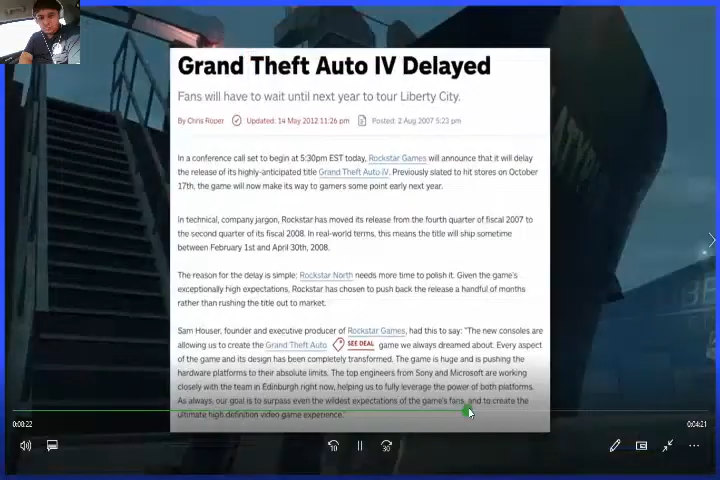 Grand Theft Auto IV Delayed
Fans will have to wait until next year to tour Liberty City.
By Chris Roper Updated: 14 May 2012 11:26 pm Posted: 2 Aug 2007 5:23 pm
In a conference call set to begin at 5:30pm EST today, Rockstar Games will announce that it will delay
the release of its highly-anticipated title Grand Theft Auto IV. Previously slated to hit stores on October
17th, the game will now make its way to gamers some point early next year.
In technical, company jargon, Rockstar has moved its release from the fourth quarter of fiscal 2007 to
the second quarter of its fiscal 2008. In real-world terms, this means the title will ship sometime
between February 1st and April 30th, 2008.
The reason for the delay is simple: Rockstar North needs more time to polish it. Given the game's
exceptionally high expectations, Rockstar has chosen to push back the release a handful of months
rather than rushing the title out to market.
Sam Houser, founder and executive producer of Rockstar Games, had this to say: "The new consoles are
allowing us to create the Grand Theft Auto SEE DEAL game we always dreamed about. Every aspect
of the game and its design has been completely transformed. The game is huge and is pushing the
hardware platforms to their absolute limits. The top engineers from Sony and Microsoft are working
closely with the team in Edinburgh right now, helping us to fully leverage the power of both platforms.
As always, our goal is to surpass even the wildest expectations of the game's fans, and to create the
ultimate high definition video game experience."
0:00:22
0:04:21
10
30